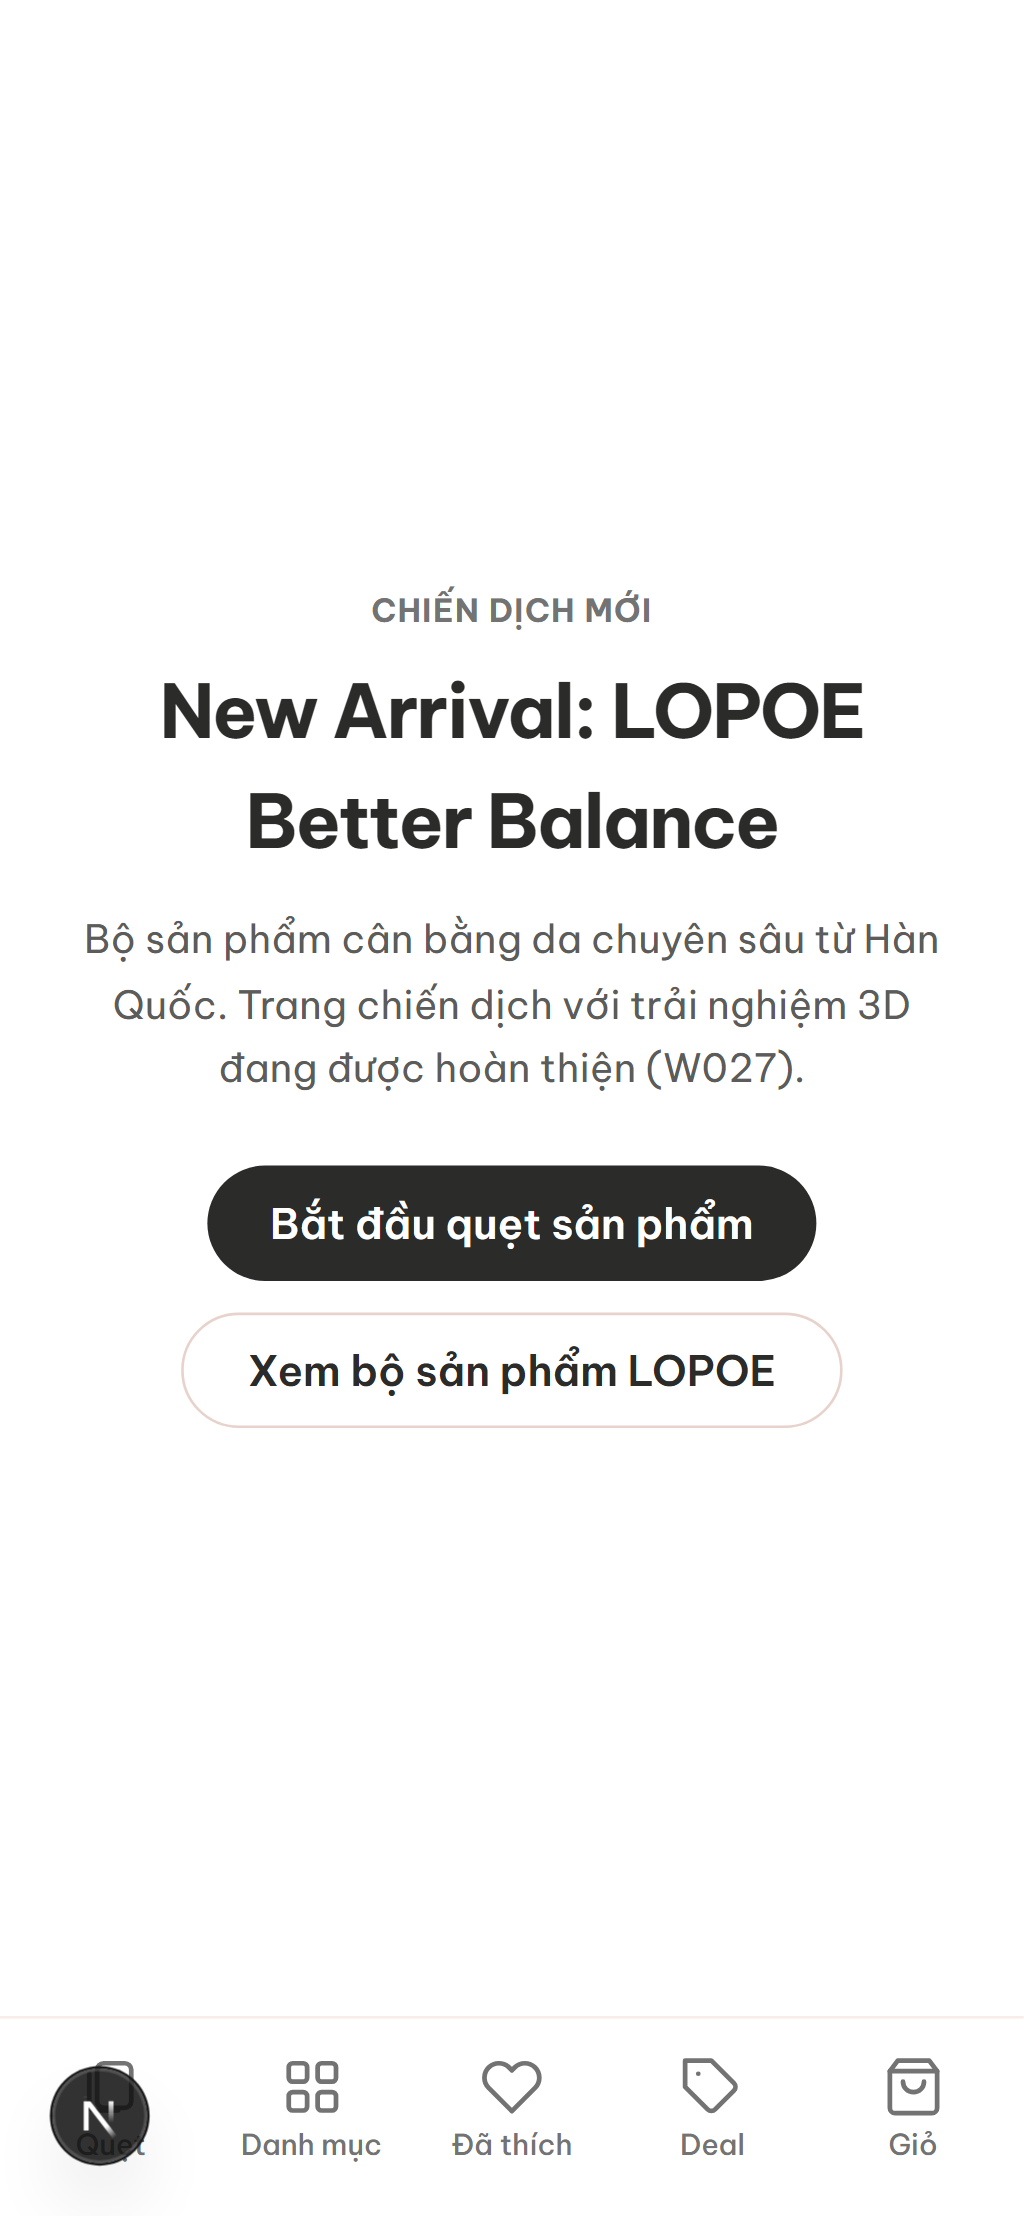 CHIẾN DỊCH MỚI
New Arrival: LOPOE
Better Balance
Bộ sản phẩm cân bằng da chuyên sâu từ Hàn
Quốc. Trang chiến dịch với trải nghiệm 3D
đang được hoàn thiện (W027).
Bắt đầu quẹt sản phẩm
Xem bộ sản phẩm LOPOE
N
Quẹt
Danh mục
Đã thích
Deal
Giỏ